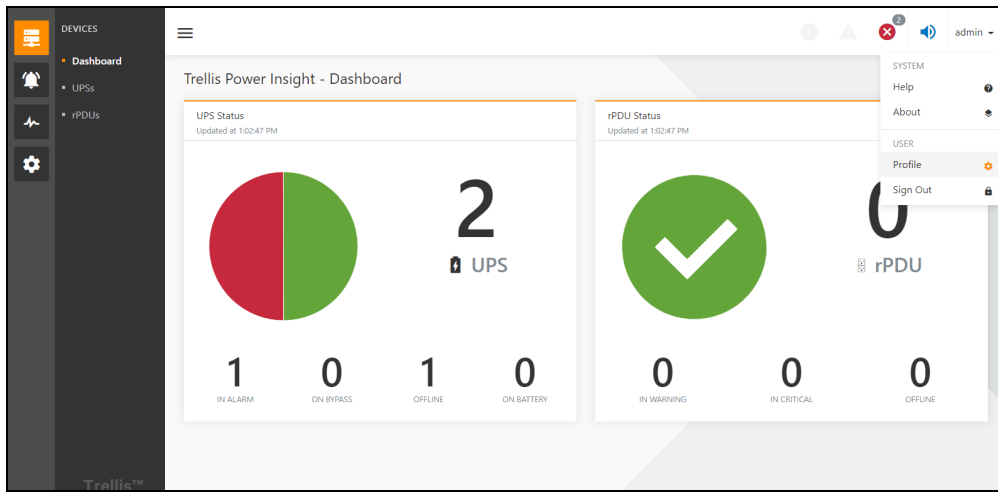 DEVICES
Dashboard
UPSs
rPDUs
Trellis™
2
admin
SYSTEM
Help
About
USER
Profile
Sign Out
Trellis Power Insight - Dashboard
UPS Status
Updated at 1:02:47 PM
2
UPS
1
IN ALARM
0
ON BYPASS
1
OFFLINE
0
ON BATTERY
rPDU Status
Updated at 1:02:47 PM
0
rPDU
0
IN WARNING
0
IN CRITICAL
0
OFFLINE